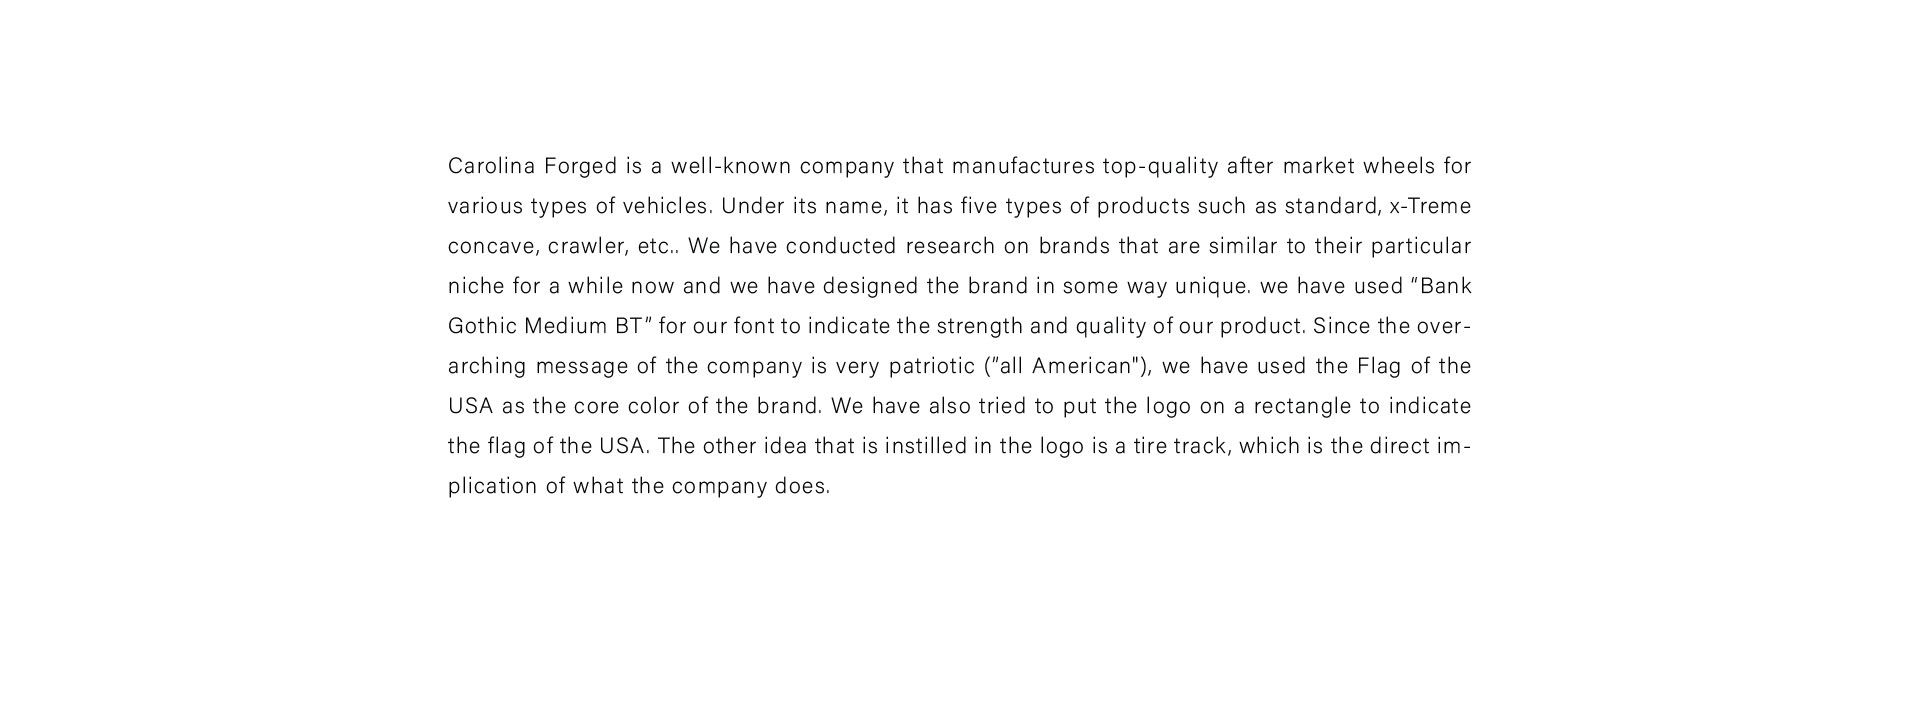 Carolina Forged is a well-known company that manufactures top-quality after market wheels for
various types of vehicles. Under its name, it has five types of products such as standard, x-Treme
concave, crawler, etc.. We have conducted research on brands that are similar to their particular
niche for a while now and we have designed the brand in some way unique. we have used “Bank
Gothic Medium BT” for our font to indicate the strength and quality of our product. Since the over-
arching message of the company is very patriotic (“all American"), we have used the Flag of the
USA as the core color of the brand. We have also tried to put the logo on a rectangle to indicate
the flag of the USA. The other idea that is instilled in the logo is a tire track, which is the direct im-
plication of what the company does.